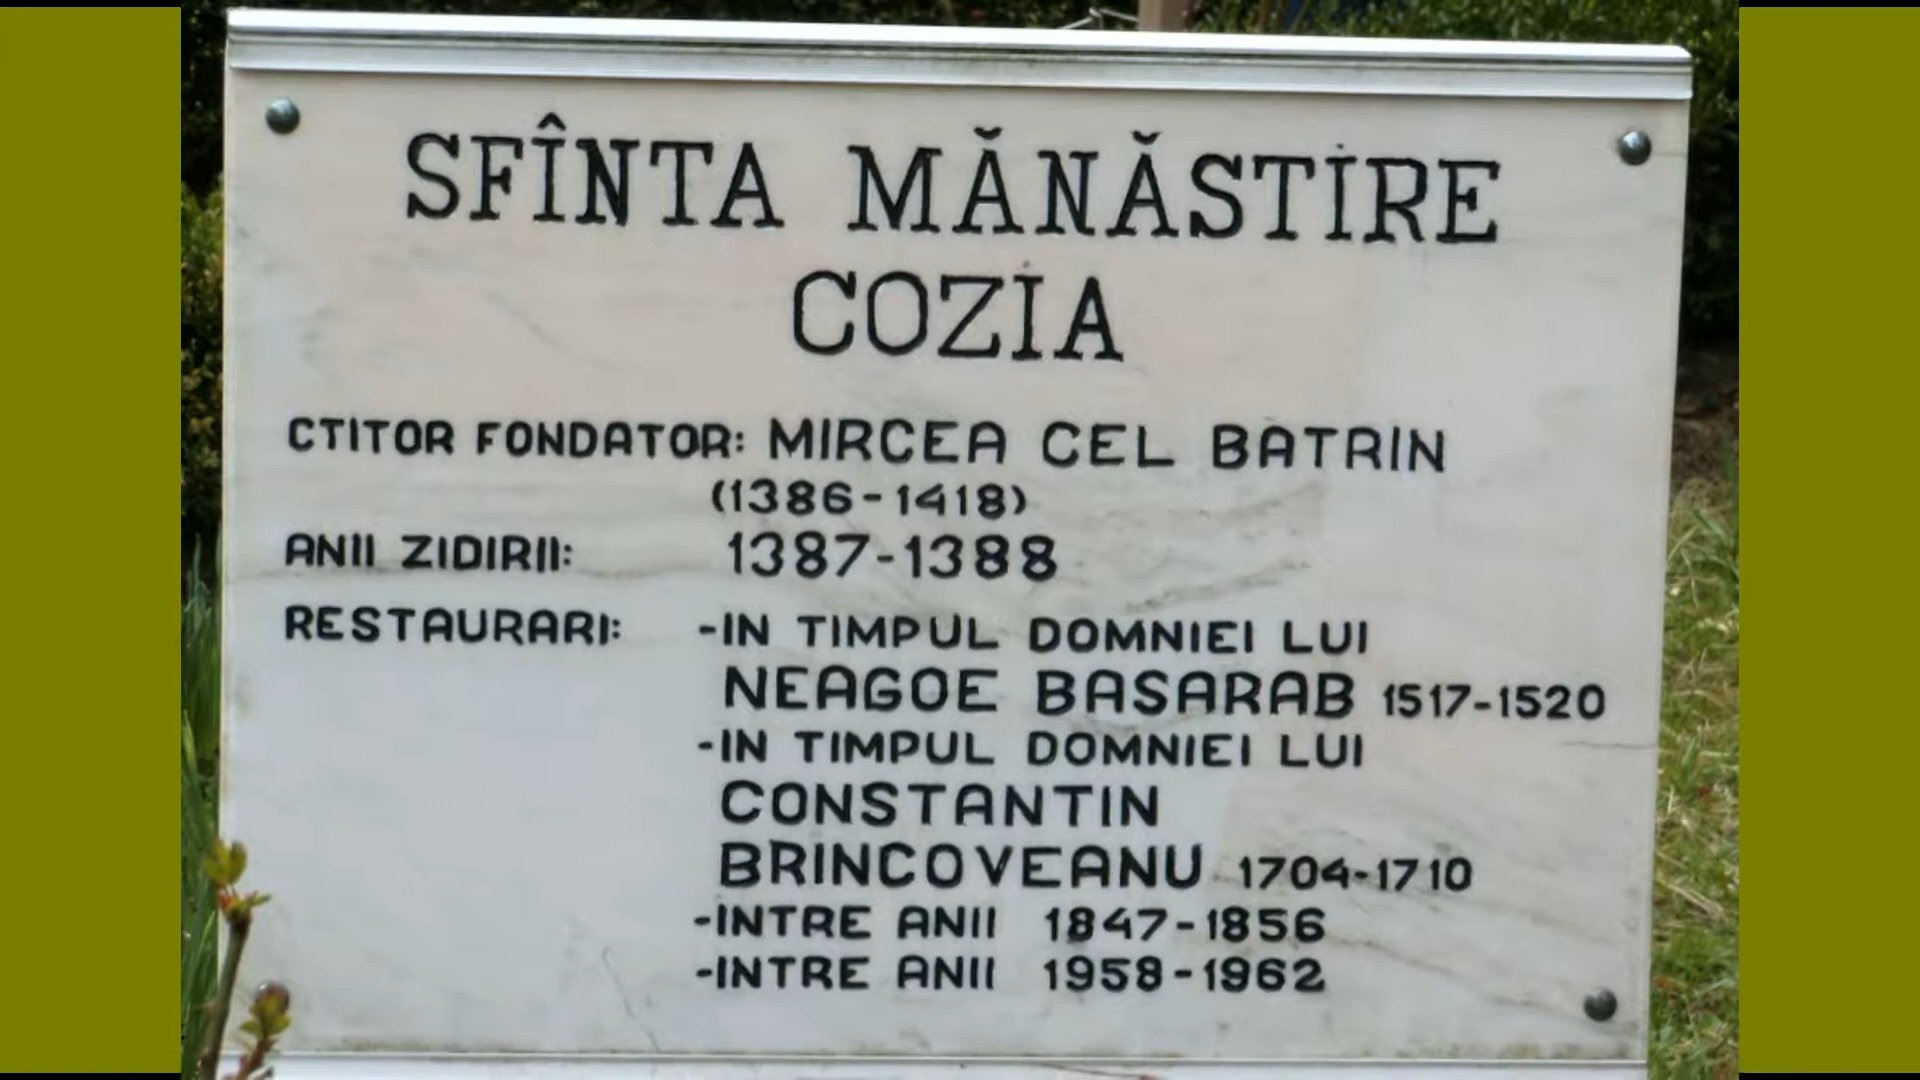 SFÎNTA MĂNĂSTIRE
COZIA
CTITOR FONDATOR: MIRCEA CEL BATRIN
(1386-1418)
ANII ZIDIRII: 1387-1388
RESTAURARI: -IN TIMPUL DOMNIEI LUI
NEAGOE BASARAB 1517-1520
-IN TIMPUL DOMNIEI LUI
CONSTANTIN
BRINCOVEANU 1704-1710
-INTRE ANII 1847-1856
-INTRE ANII 1958-1962